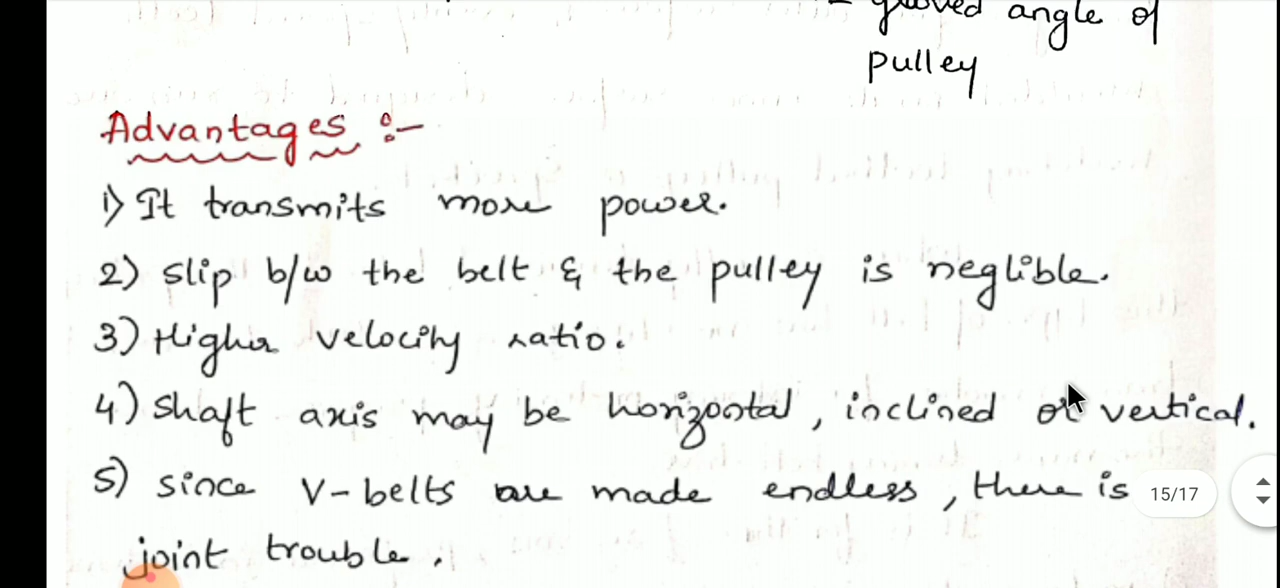 - grooved angle of
pulley
Advantages :-
1) It transmits more power.
2) Slip b/w the belt & the pulley is neglible.
3) Higher velocity ratio.
4) Shaft axis may be horizontal, inclined or vertical.
5) Since V-belts are made endless, there is
15/17
joint trouble.